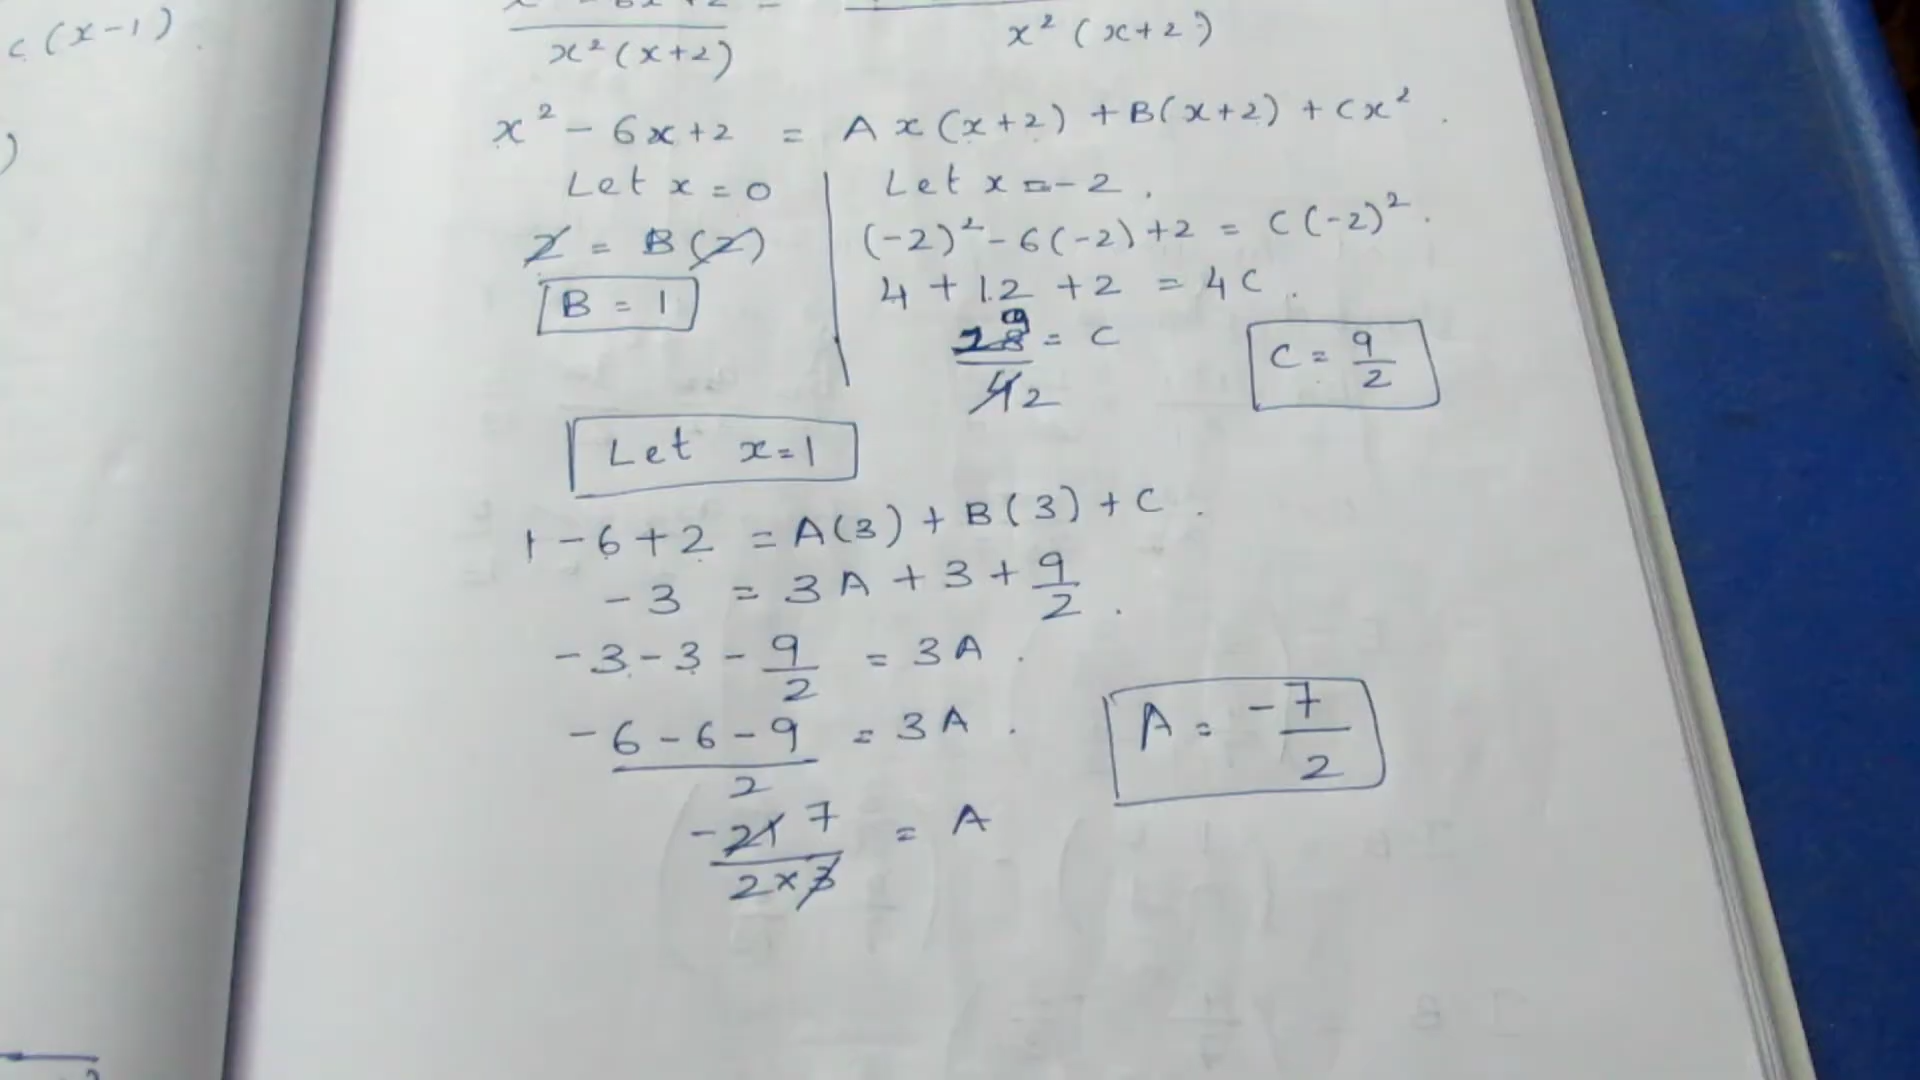 c(x-1).
)
x²(x+2)
x²(x+2)
x² - 6x+2 = Ax(x+2) + B(x+2) + Cx².
Let x = 0
2 = B(2)
B = 1
Let x = -2.
(-2)² - 6(-2) + 2 = C(-2)².
4 + 12 + 2 = 4C.
18 9 = C
4 2
C = 9/2
Let x=1
1 - 6 + 2 = A(3) + B(3) + C.
-3 = 3A + 3 + 9/2.
-3 - 3 - 9/2 = 3A.
-6 - 6 - 9 = 3A.
2
-21 7 = A
2×3
A = -7/2